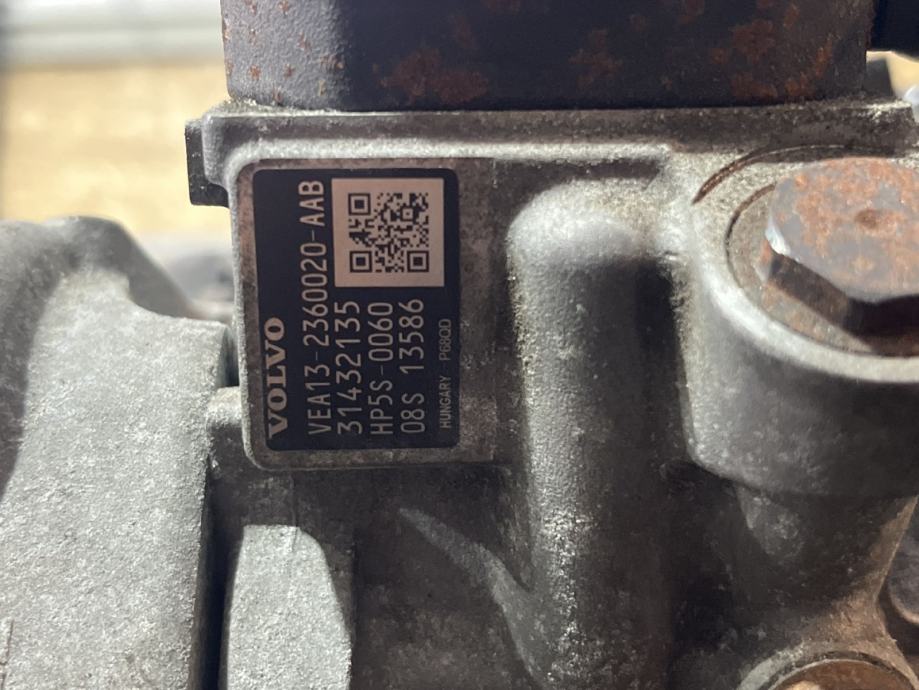 VOLVO
VEA13-2360020-AAB
31432135
HP5S-0060
08S 13586
HUNGARY - P68QD